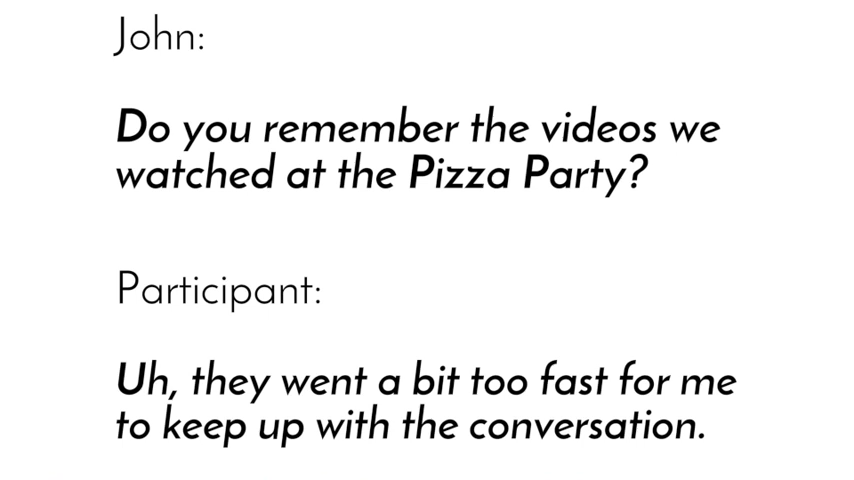 John:
Do you remember the videos we
watched at the Pizza Party?
Participant:
Uh, they went a bit too fast for me
to keep up with the conversation.